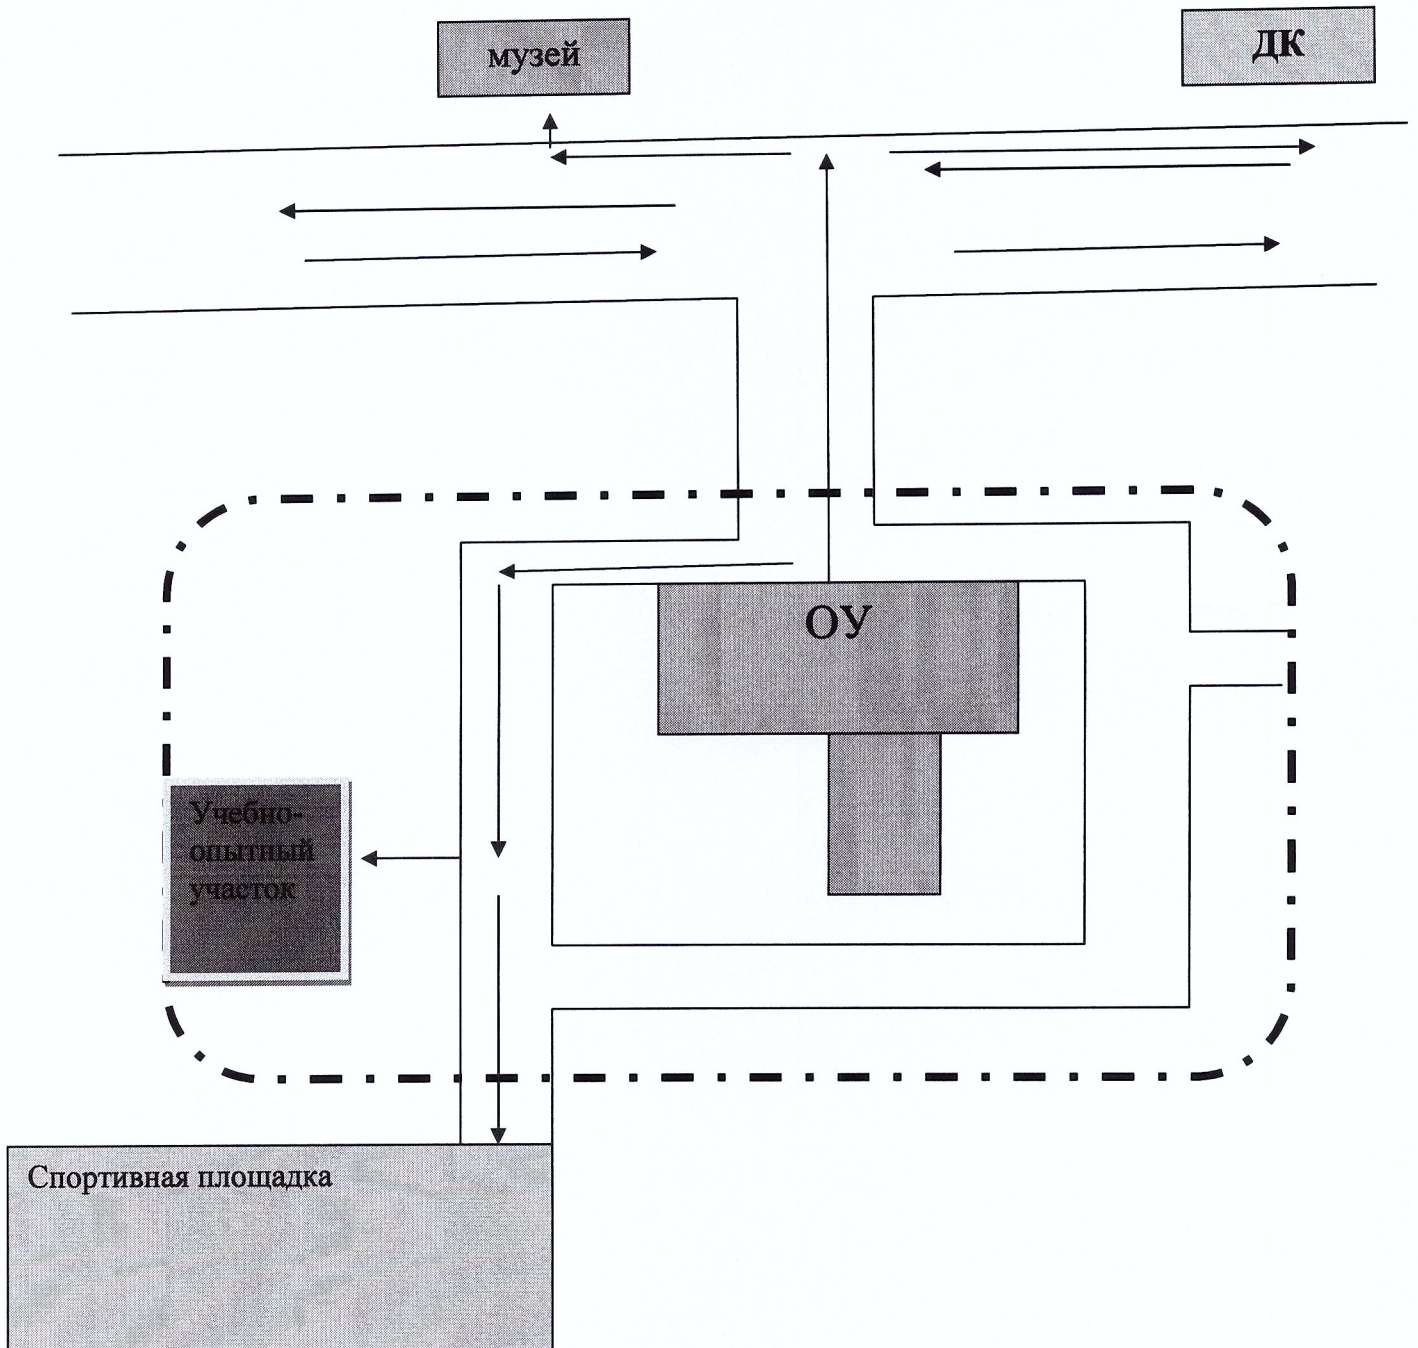 музей
ДК
ОУ
Учебно-
опытный
участок
Спортивная площадка